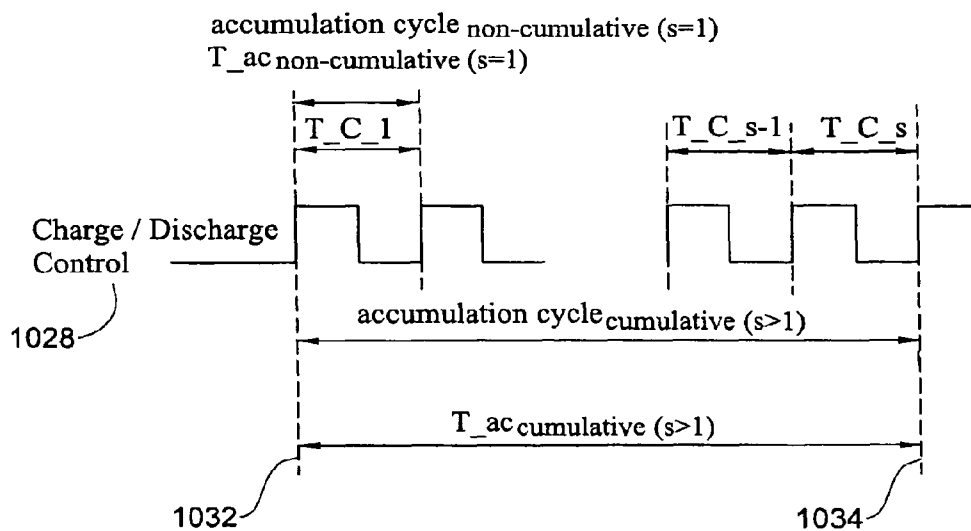 accumulation cycle non-cumulative (s=1)
T_ac non-cumulative (s=1)
T_C_1
T_C_s-1
T_C_s
Charge / Discharge
Control
1028
accumulation cycle cumulative (s>1)
T_ac cumulative (s>1)
1032
1034